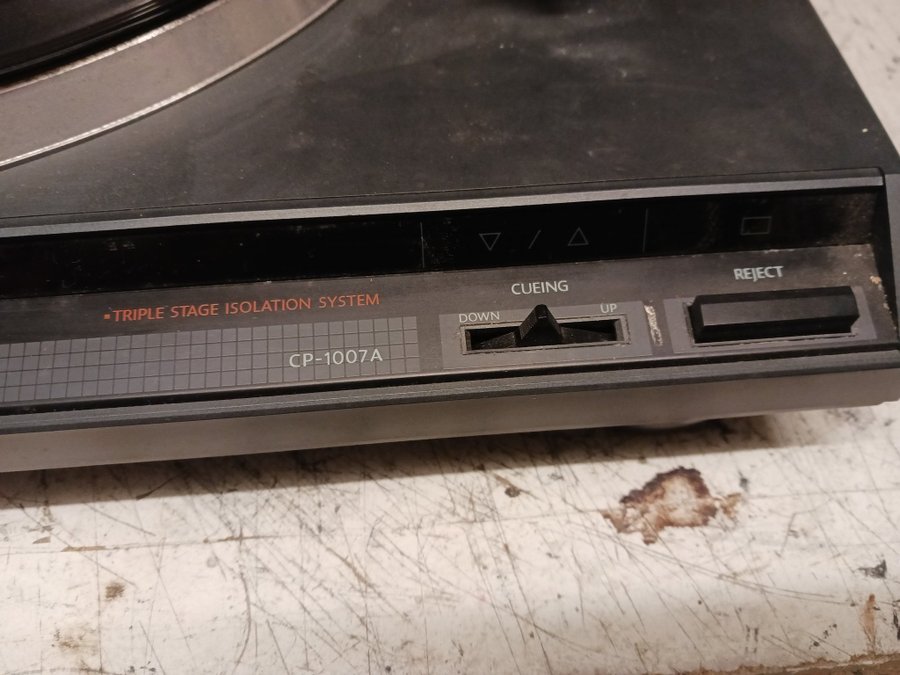 CUEING
REJECT
DOWN
UP
▪TRIPLE STAGE ISOLATION SYSTEM
CP-1007A